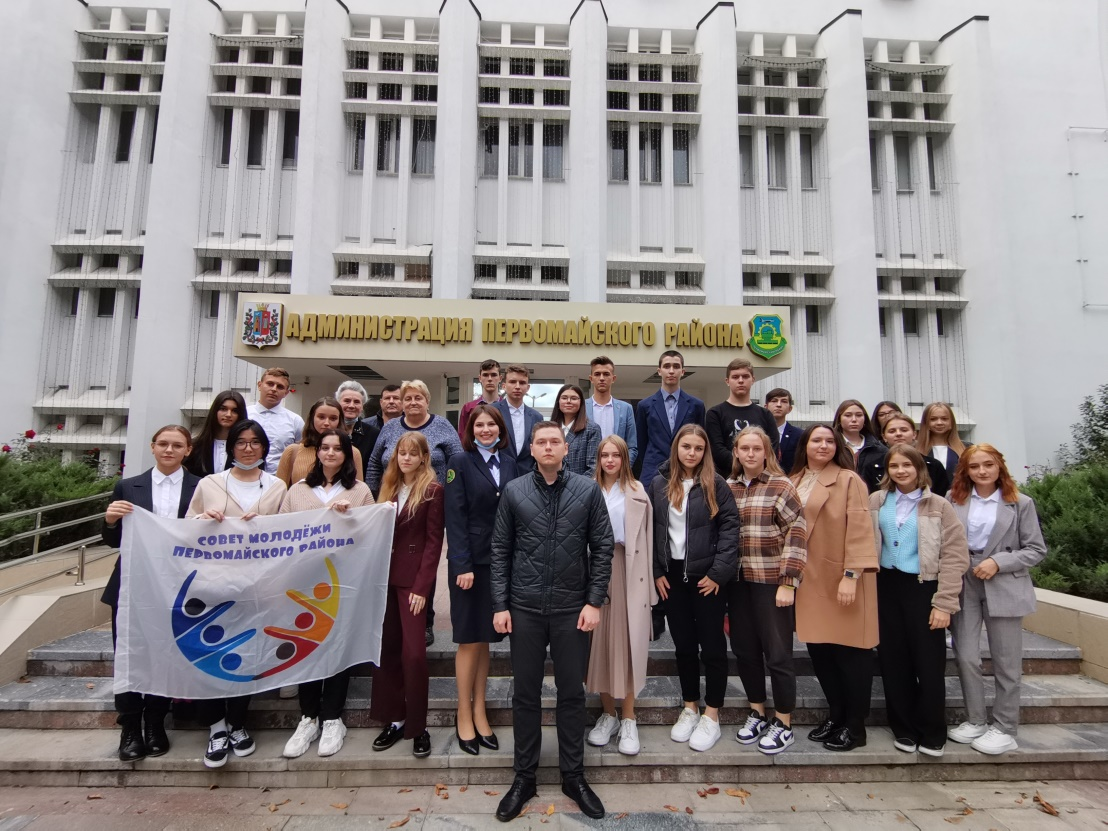 АДМИНИСТРАЦИЯ ПЕРВОМАЙСКОГО РАЙОНА
СОВЕТ МОЛОДЁЖИ
ПЕРВОМАЙСКОГО РАЙОНА